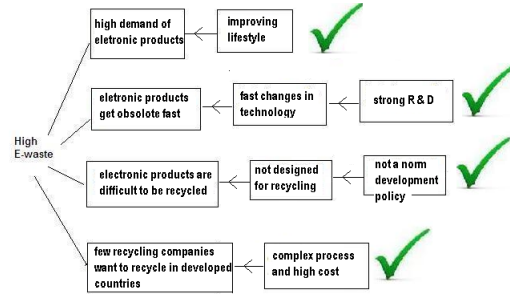 high demand of
eletronic products
improving
lifestyle
eletronic products
get obsolote fast
fast changes in
technology
strong R & D
High
E-waste
electronic products are
difficult to be recycled
not designed
for recycling
not a norm
development
policy
few recycling companies
want to recycle in developed
countries
complex process
and high cost